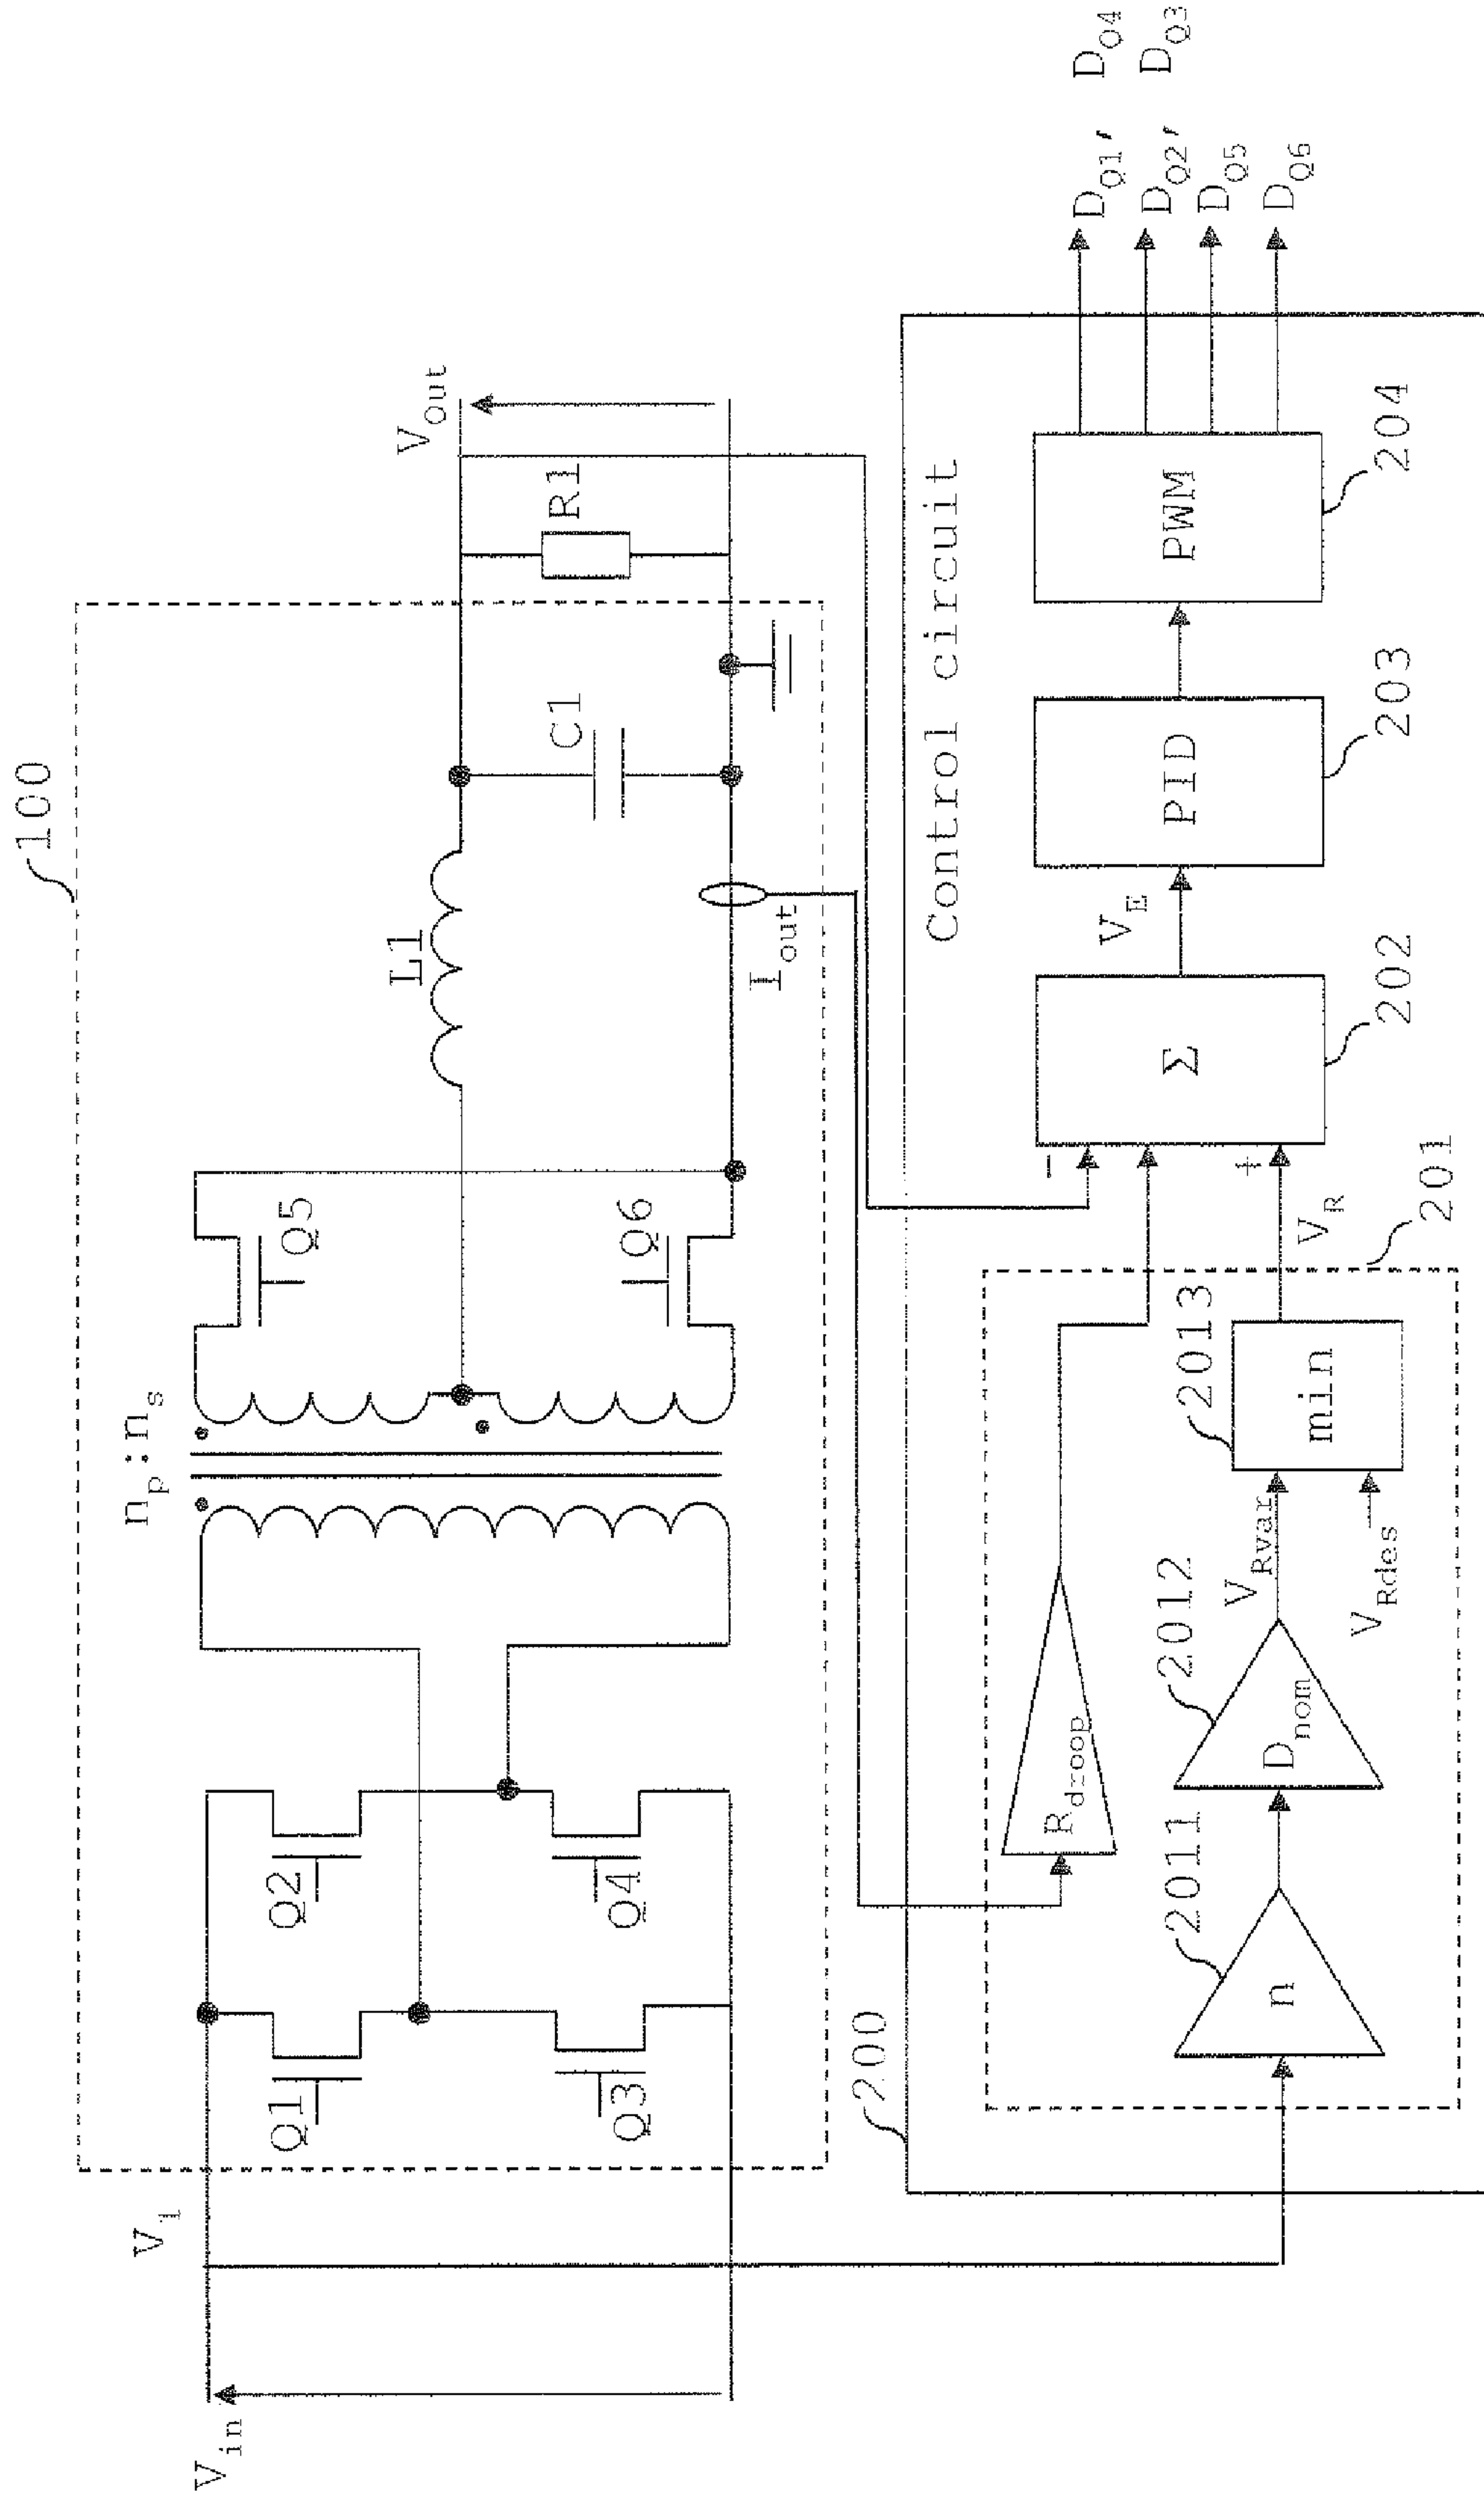 100
n_p:n_s
V_in
V_i
Q1
Q2
Q3
Q4
Q5
Q6
L1
C1
R1
V_out
I_out
200
Control circuit
R_droop
n
2011
D_nom
2012
V_Rvar
V_Rdes
min
2013
V_R
201
-
+
Σ
202
V_E
PID
203
PWM
204
D_Q1, D_Q4
D_Q2, D_Q3
D_Q5
D_Q6